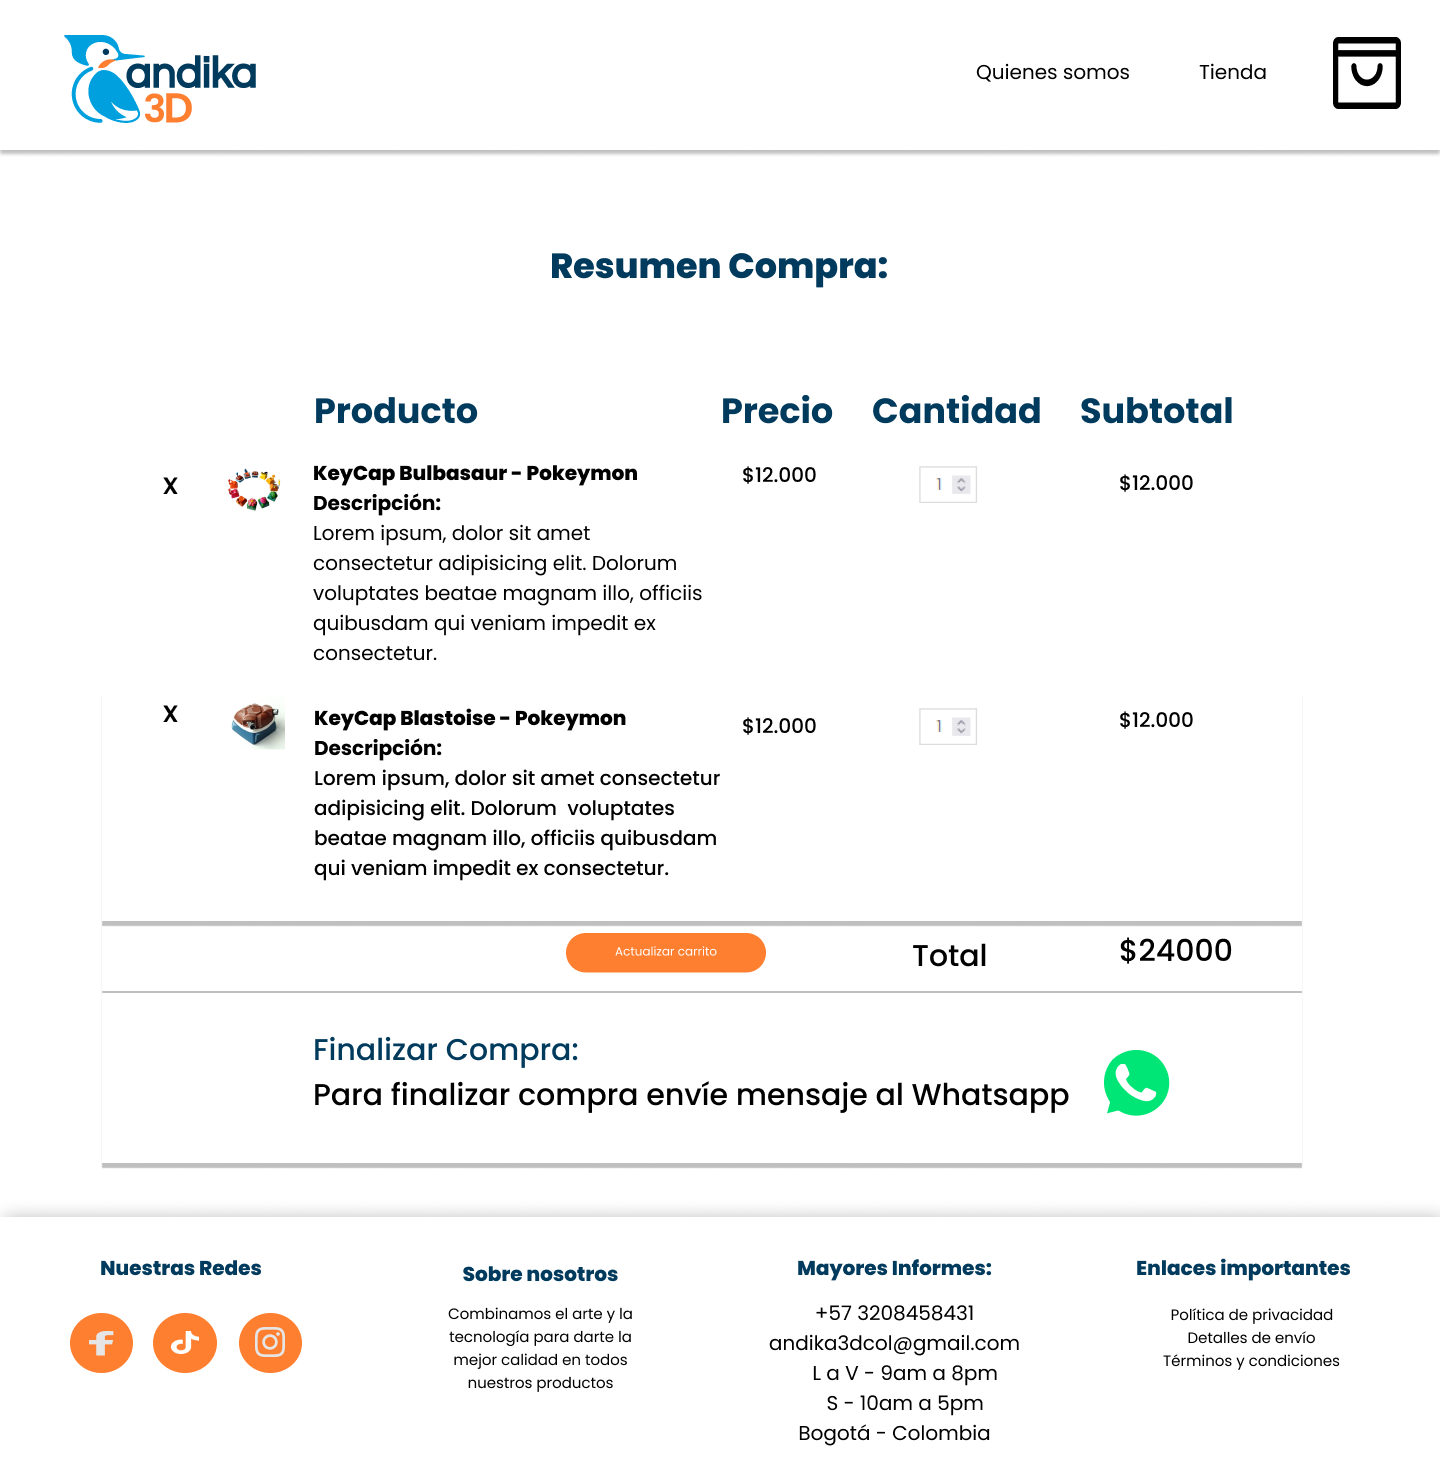 andika
3D
Quienes somos
Tienda
Resumen Compra:
Producto
Precio
Cantidad
Subtotal
X
KeyCap Bulbasaur - Pokeymon
$12.000
1
$12.000
Descripción:
Lorem ipsum, dolor sit amet
consectetur adipisicing elit. Dolorum
voluptates beatae magnam illo, officiis
quibusdam qui veniam impedit ex
consectetur.
X
KeyCap Blastoise - Pokeymon
$12.000
1
$12.000
Descripción:
Lorem ipsum, dolor sit amet consectetur
adipisicing elit. Dolorum  voluptates
beatae magnam illo, officiis quibusdam
qui veniam impedit ex consectetur.
Actualizar carrito
Total
$24000
Finalizar Compra:
Para finalizar compra envíe mensaje al Whatsapp
Nuestras Redes
Sobre nosotros
Combinamos el arte y la
tecnología para darte la
mejor calidad en todos
nuestros productos
Mayores Informes:
+57 3208458431
andika3dcol@gmail.com
L a V - 9am a 8pm
S - 10am a 5pm
Bogotá - Colombia
Enlaces importantes
Política de privacidad
Detalles de envío
Términos y condiciones